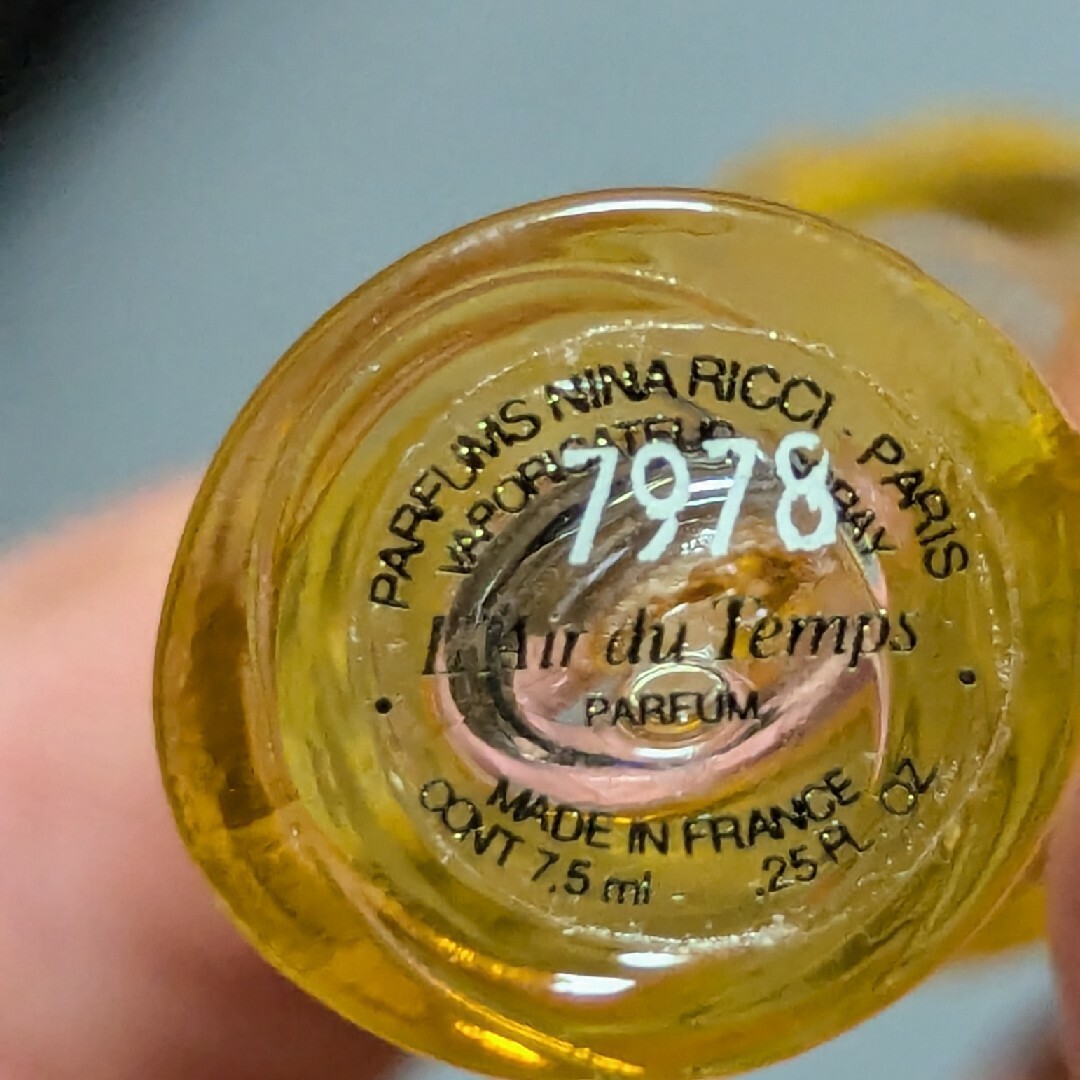 PARFUMS NINA RICCI · PARIS
VAPORISATEUR SPRAY
7978
L'Air du Temps
PARFUM
MADE IN FRANCE
CONT 7.5 ml - .25 FL OZ